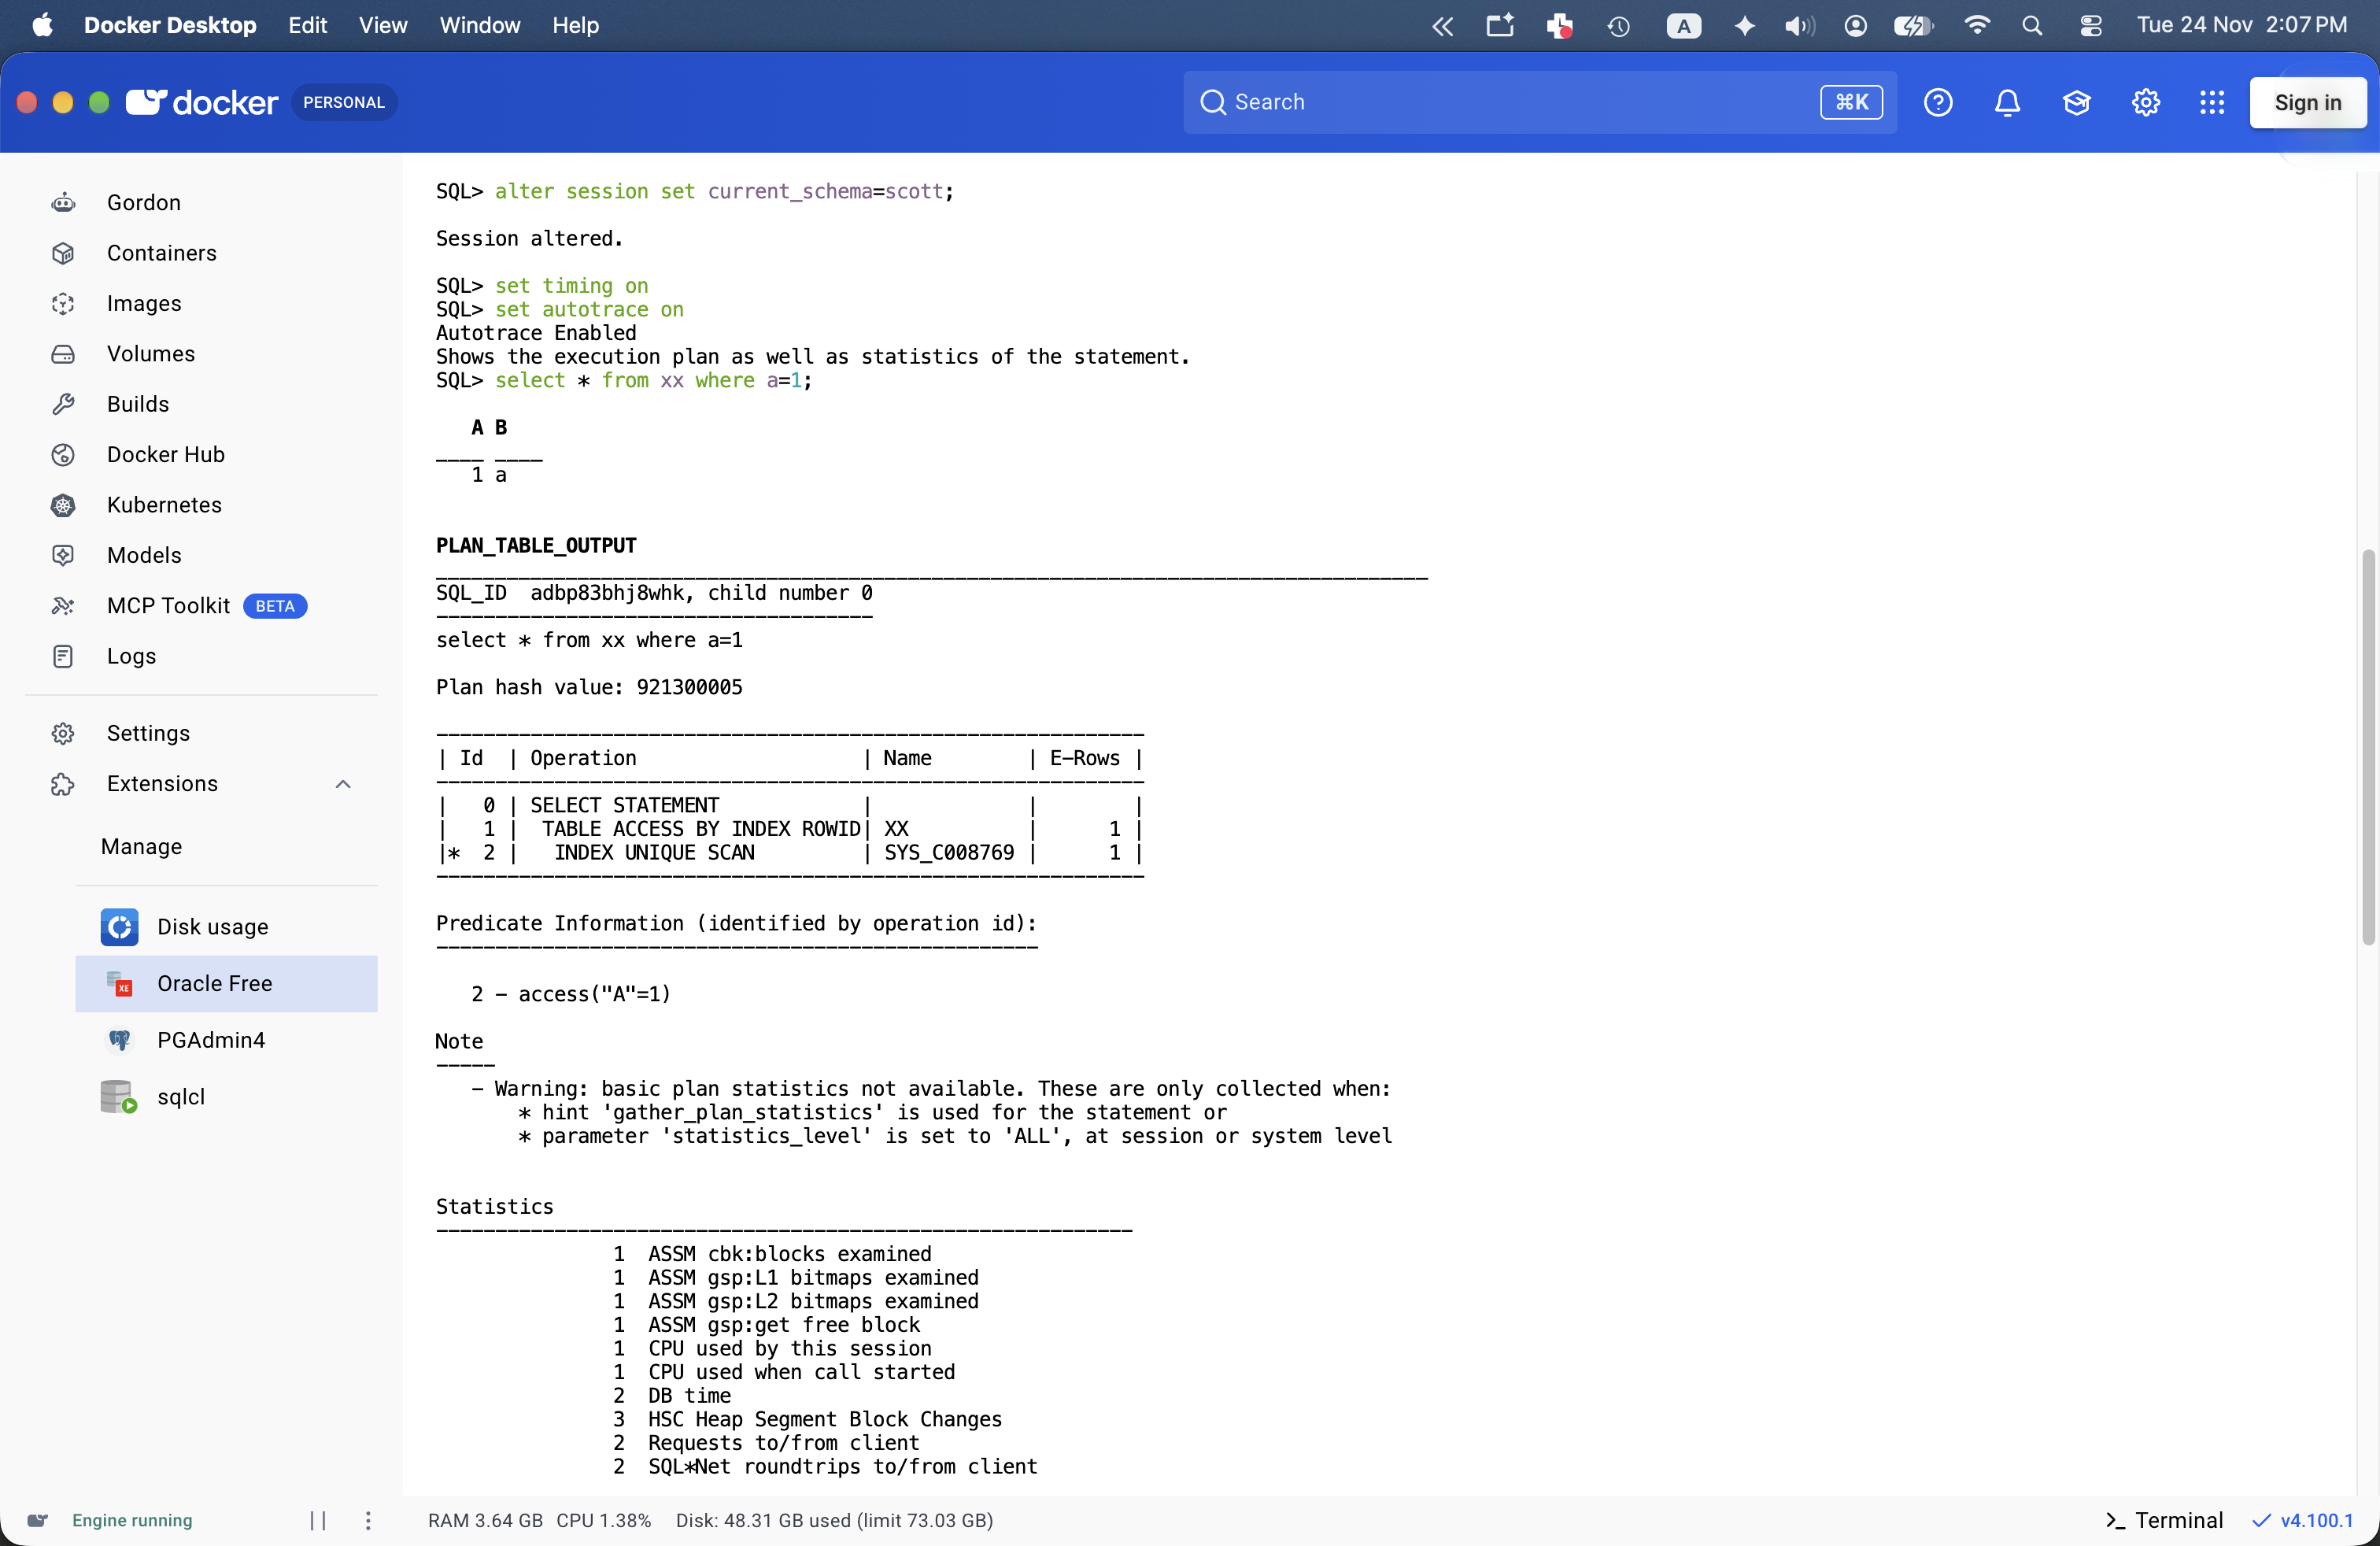 Docker Desktop Edit View Window Help A Tue 24 Nov 2:07 PM
docker PERSONAL Search ⌘K Sign in
Gordon
Containers
Images
Volumes
Builds
Docker Hub
Kubernetes
Models
MCP Toolkit BETA
Logs
Settings
Extensions
Manage
Disk usage
XE Oracle Free
PGAdmin4
sqlcl
SQL> alter session set current_schema=scott;
Session altered.
SQL> set timing on
SQL> set autotrace on
Autotrace Enabled
Shows the execution plan as well as statistics of the statement.
SQL> select * from xx where a=1;
A B
____ ____
1 a
PLAN_TABLE_OUTPUT
____________________________________________________________________________________
SQL_ID  adbp83bhj8whk, child number 0
-------------------------------------
select * from xx where a=1
Plan hash value: 921300005
------------------------------------------------------------
| Id  | Operation                   | Name        | E-Rows |
------------------------------------------------------------
|   0 | SELECT STATEMENT            |             |        |
|   1 |  TABLE ACCESS BY INDEX ROWID| XX          |      1 |
|*  2 |   INDEX UNIQUE SCAN         | SYS_C008769 |      1 |
------------------------------------------------------------
Predicate Information (identified by operation id):
---------------------------------------------------
2 - access("A"=1)
Note
-----
- Warning: basic plan statistics not available. These are only collected when:
* hint 'gather_plan_statistics' is used for the statement or
* parameter 'statistics_level' is set to 'ALL', at session or system level
Statistics
-----------------------------------------------------------
1  ASSM cbk:blocks examined
1  ASSM gsp:L1 bitmaps examined
1  ASSM gsp:L2 bitmaps examined
1  ASSM gsp:get free block
1  CPU used by this session
1  CPU used when call started
2  DB time
3  HSC Heap Segment Block Changes
2  Requests to/from client
2  SQL*Net roundtrips to/from client
Engine running RAM 3.64 GB CPU 1.38% Disk: 48.31 GB used (limit 73.03 GB) >_ Terminal v4.100.1